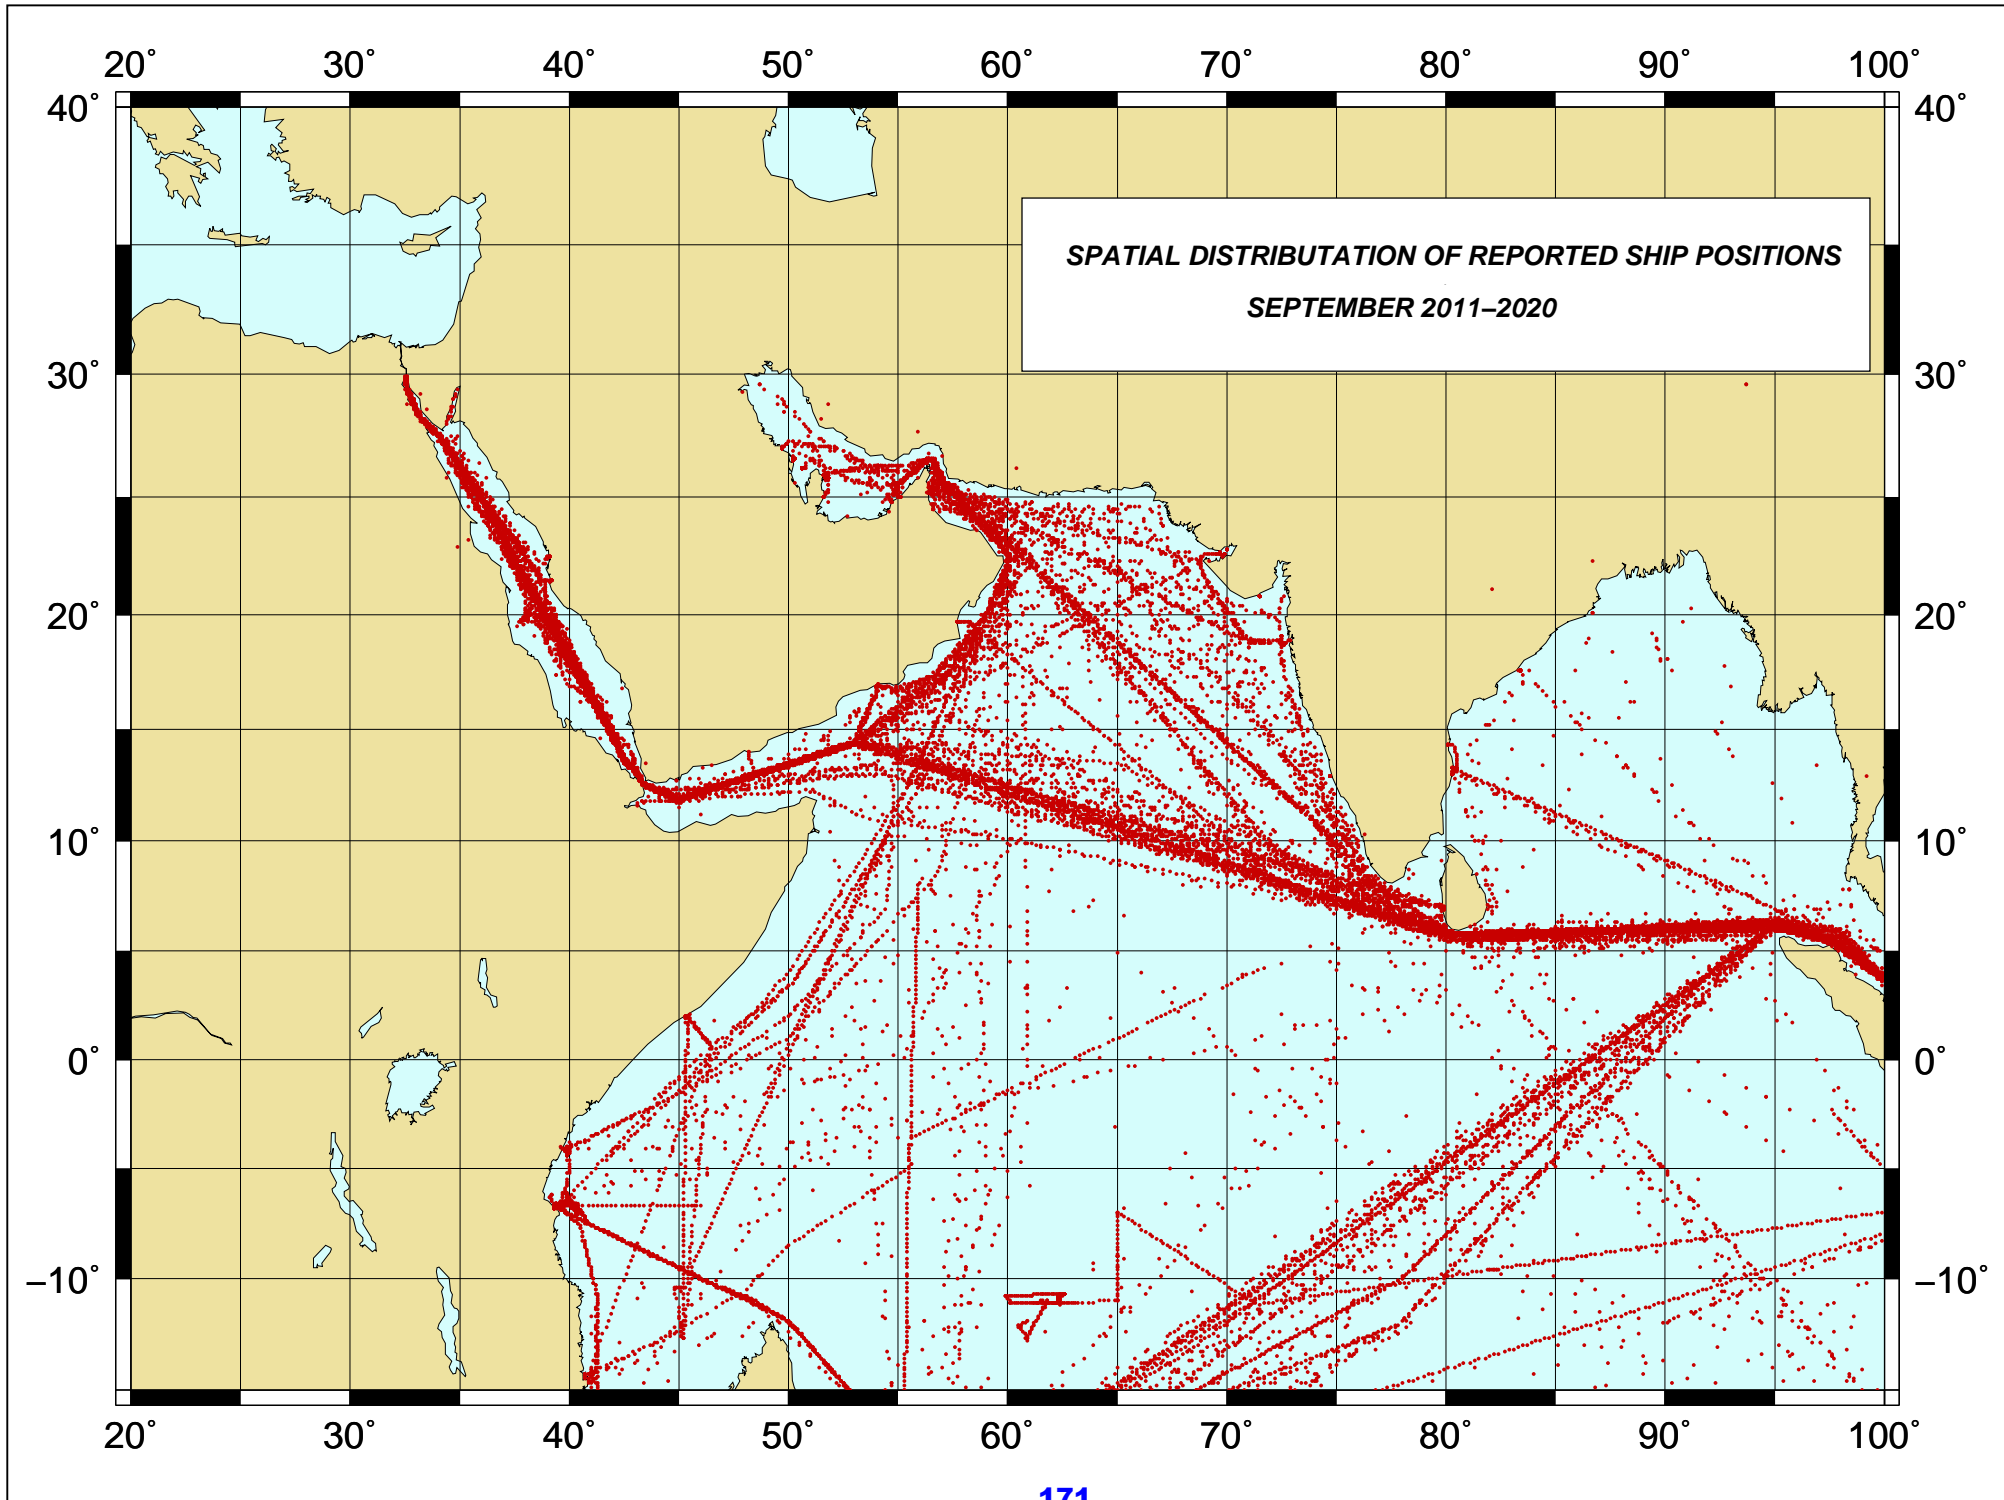 20° 30° 40° 50° 60° 70° 80° 90° 100°
40° 40°
SPATIAL DISTRIBUTATION OF REPORTED SHIP POSITIONS
SEPTEMBER 2011–2020
30° 30°
20° 20°
10° 10°
0° 0°
−10° −10°
20° 30° 40° 50° 60° 70° 80° 90° 100°
171